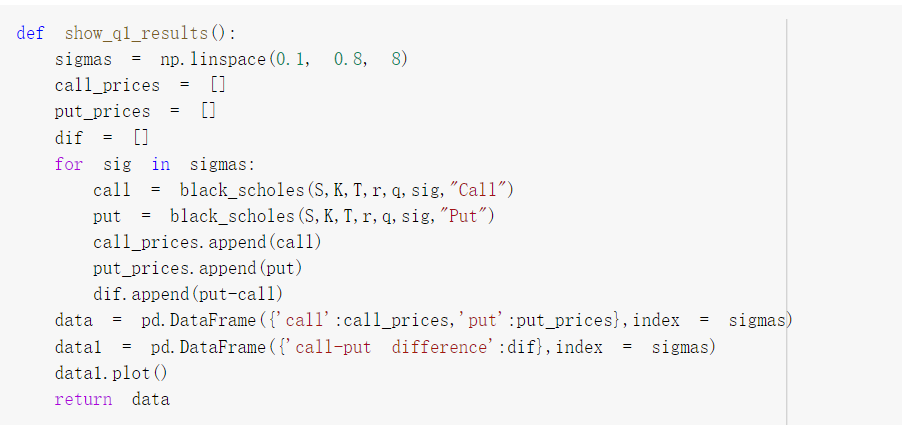 def show_q1_results():
    sigmas = np.linspace(0.1, 0.8, 8)
    call_prices = []
    put_prices = []
    dif = []
    for sig in sigmas:
        call = black_scholes(S,K,T,r,q,sig,"Call")
        put = black_scholes(S,K,T,r,q,sig,"Put")
        call_prices.append(call)
        put_prices.append(put)
        dif.append(put-call)
    data = pd.DataFrame({'call':call_prices,'put':put_prices},index = sigmas)
    data1 = pd.DataFrame({'call-put difference':dif},index = sigmas)
    data1.plot()
    return data